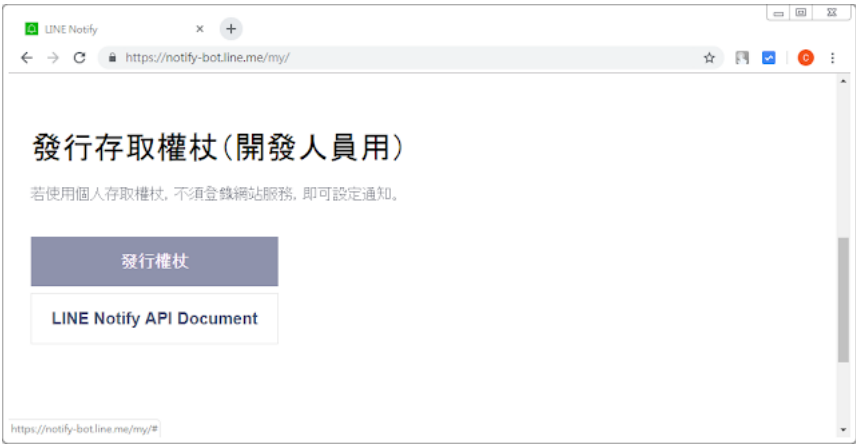 LINE Notify
https://notify-bot.line.me/my/
C
發行存取權杖(開發人員用)
若使用個人存取權杖, 不須登錄網站服務, 即可設定通知。
發行權杖
LINE Notify API Document
https://notify-bot.line.me/my/#